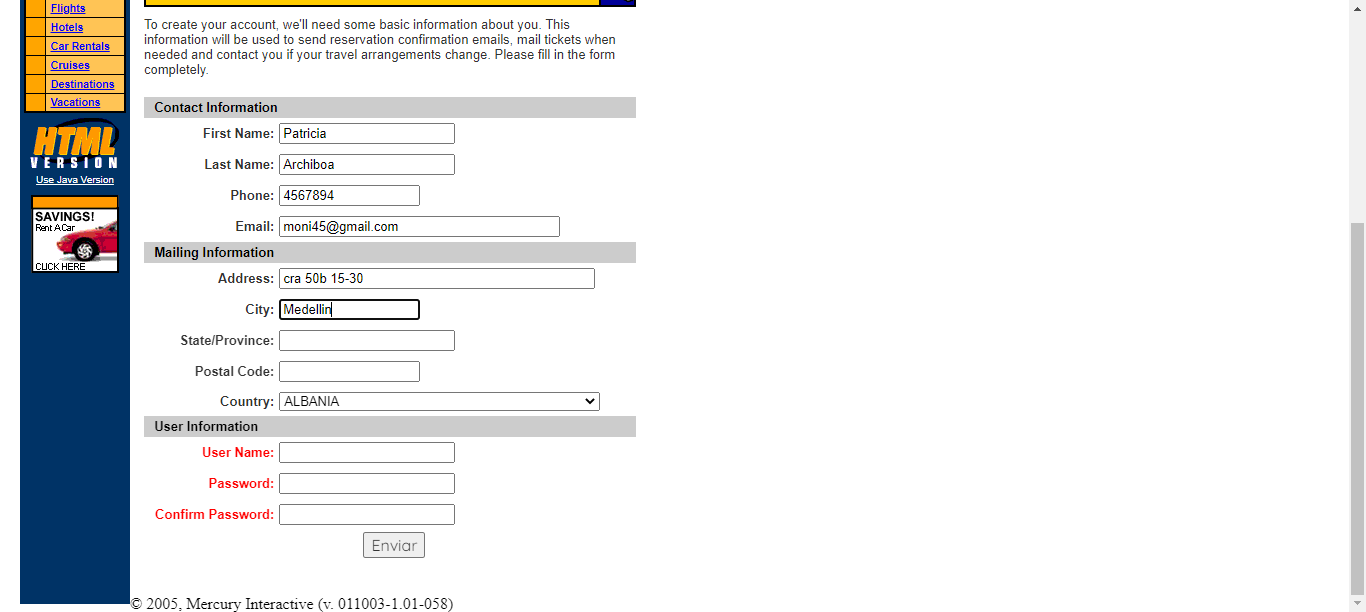 Flights
Hotels
Car Rentals
Cruises
Destinations
Vacations
HTML
VERSION
Use Java Version
SAVINGS!
Rent A Car
CLICK HERE
To create your account, we'll need some basic information about you. This
information will be used to send reservation confirmation emails, mail tickets when
needed and contact you if your travel arrangements change. Please fill in the form
completely.
Contact Information
First Name: Patricia
Last Name: Archiboa
Phone: 4567894
Email: moni45@gmail.com
Mailing Information
Address: cra 50b 15-30
City: Medellin
State/Province:
Postal Code:
Country: ALBANIA
User Information
User Name:
Password:
Confirm Password:
Enviar
© 2005, Mercury Interactive (v. 011003-1.01-058)